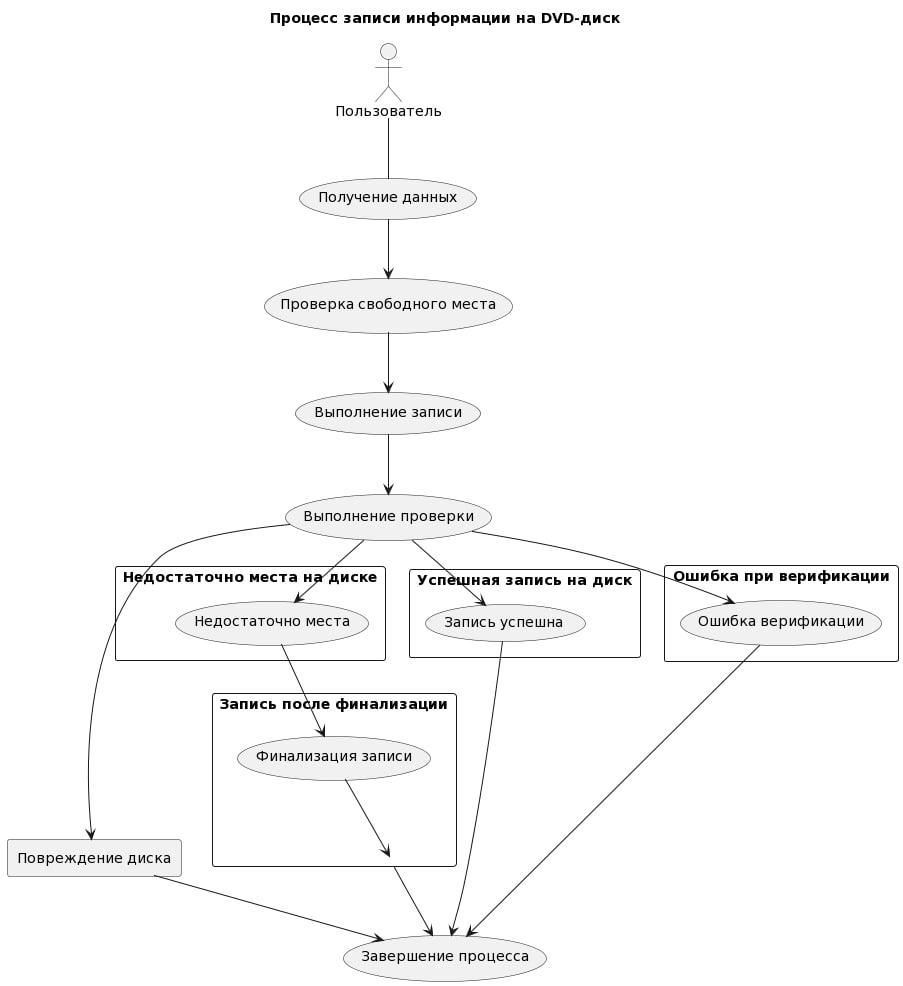 Процесс записи информации на DVD-диск
Пользователь
Получение данных
Проверка свободного места
Выполнение записи
Выполнение проверки
Недостаточно места на диске
Успешная запись на диск
Ошибка при верификации
Недостаточно места
Запись успешна
Ошибка верификации
Запись после финализации
Финализация записи
Повреждение диска
Завершение процесса